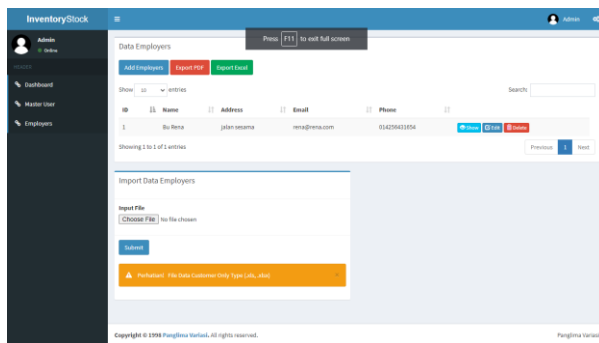 InventoryStock
Admin
Admin
Online
HEADER
Dashboard
Master User
Employers
Press F11 to exit full screen
Data Employers
Add Employers Export PDF Export Excel
Show 10 entries
Search:
ID Name Address Email Phone
1 Bu Rena jalan sesama rena@rena.com 014256431654 Show Edit Delete
Showing 1 to 1 of 1 entries
Previous 1 Next
Import Data Employers
Input File
Choose File No file chosen
Submit
Perhatian! File Data Customer Only Type (.xls, .xlsx)
Copyright © 1998 Panglima Variasi. All rights reserved.
Panglima Variasi